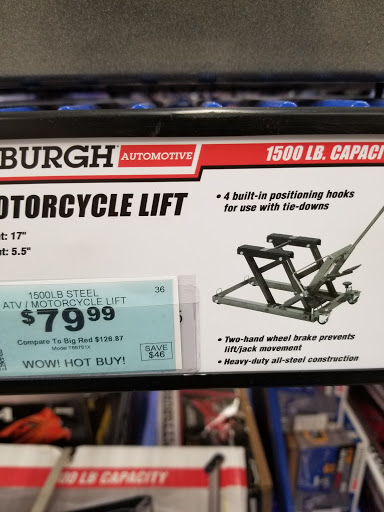 BURGH AUTOMOTIVE
1500 LB. CAPACI
OTORCYCLE LIFT
• 4 built-in positioning hooks
for use with tie-downs
t: 17"
t: 5.5"
36
1500LB STEEL
ATV / MOTORCYCLE LIFT
$79.99
Compare To Big Red $126.87
SAVE
$46
WOW! HOT BUY!
• Two-hand wheel brake prevents
lift/jack movement
• Heavy-duty all-steel construction
LB CAPACITY